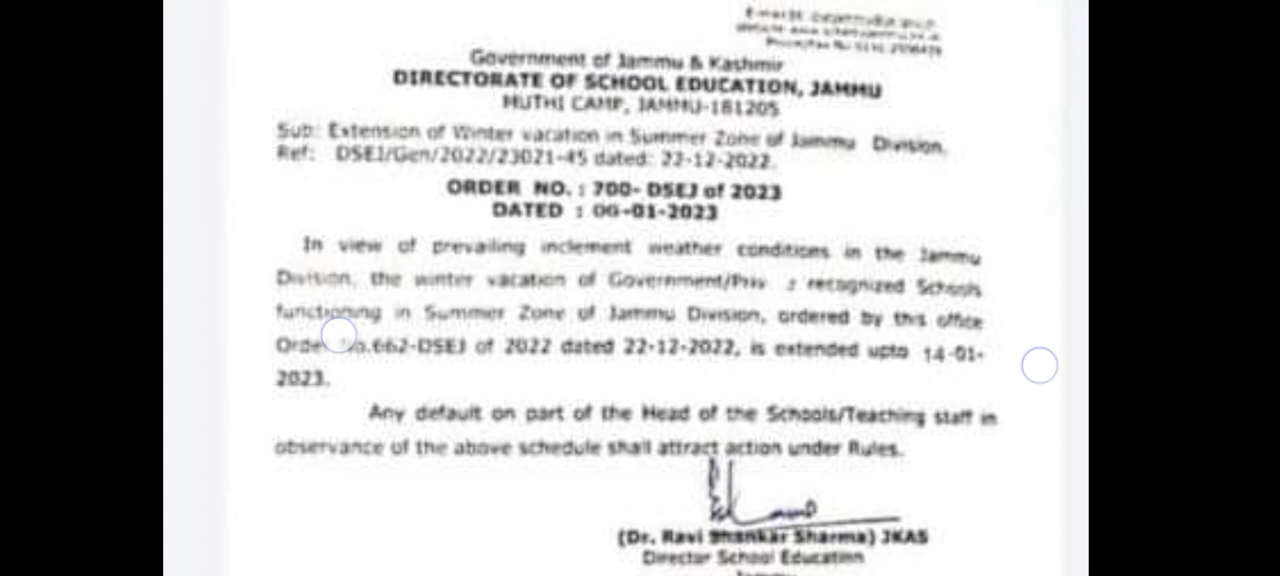 Government of Jammu & Kashmir
DIRECTORATE OF SCHOOL EDUCATION, JAMMU
MUTHI CAMP, JAMMU-181205
Sub: Extension of Winter vacation in Summer Zone of Jammu Division.
Ref: DSEJ/Gen/2022/23021-45 dated: 22-12-2022.
ORDER NO. : 700- DSEJ of 2023
DATED : 06-01-2023
In view of prevailing inclement weather conditions in the Jammu
Division, the winter vacation of Government/Priv recognized Schools
functioning in Summer Zone of Jammu Division, ordered by this office
Order No.662-DSEJ of 2022 dated 22-12-2022, is extended upto 14-01-
2023.
Any default on part of the Head of the Schools/Teaching staff in
observance of the above schedule shall attract action under Rules.
(Dr. Ravi Shankar Sharma) JKAS
Director School Education